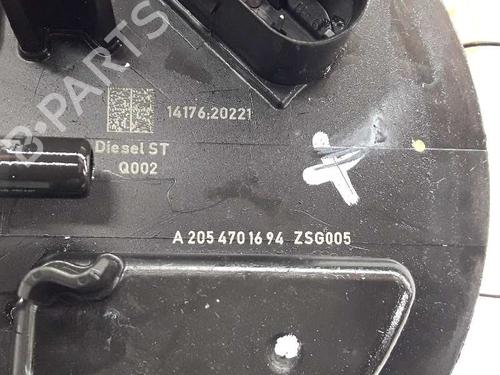 B-PARTS
14176;20221
Diesel ST
Q002
A 205 470 16 94 ZSG005